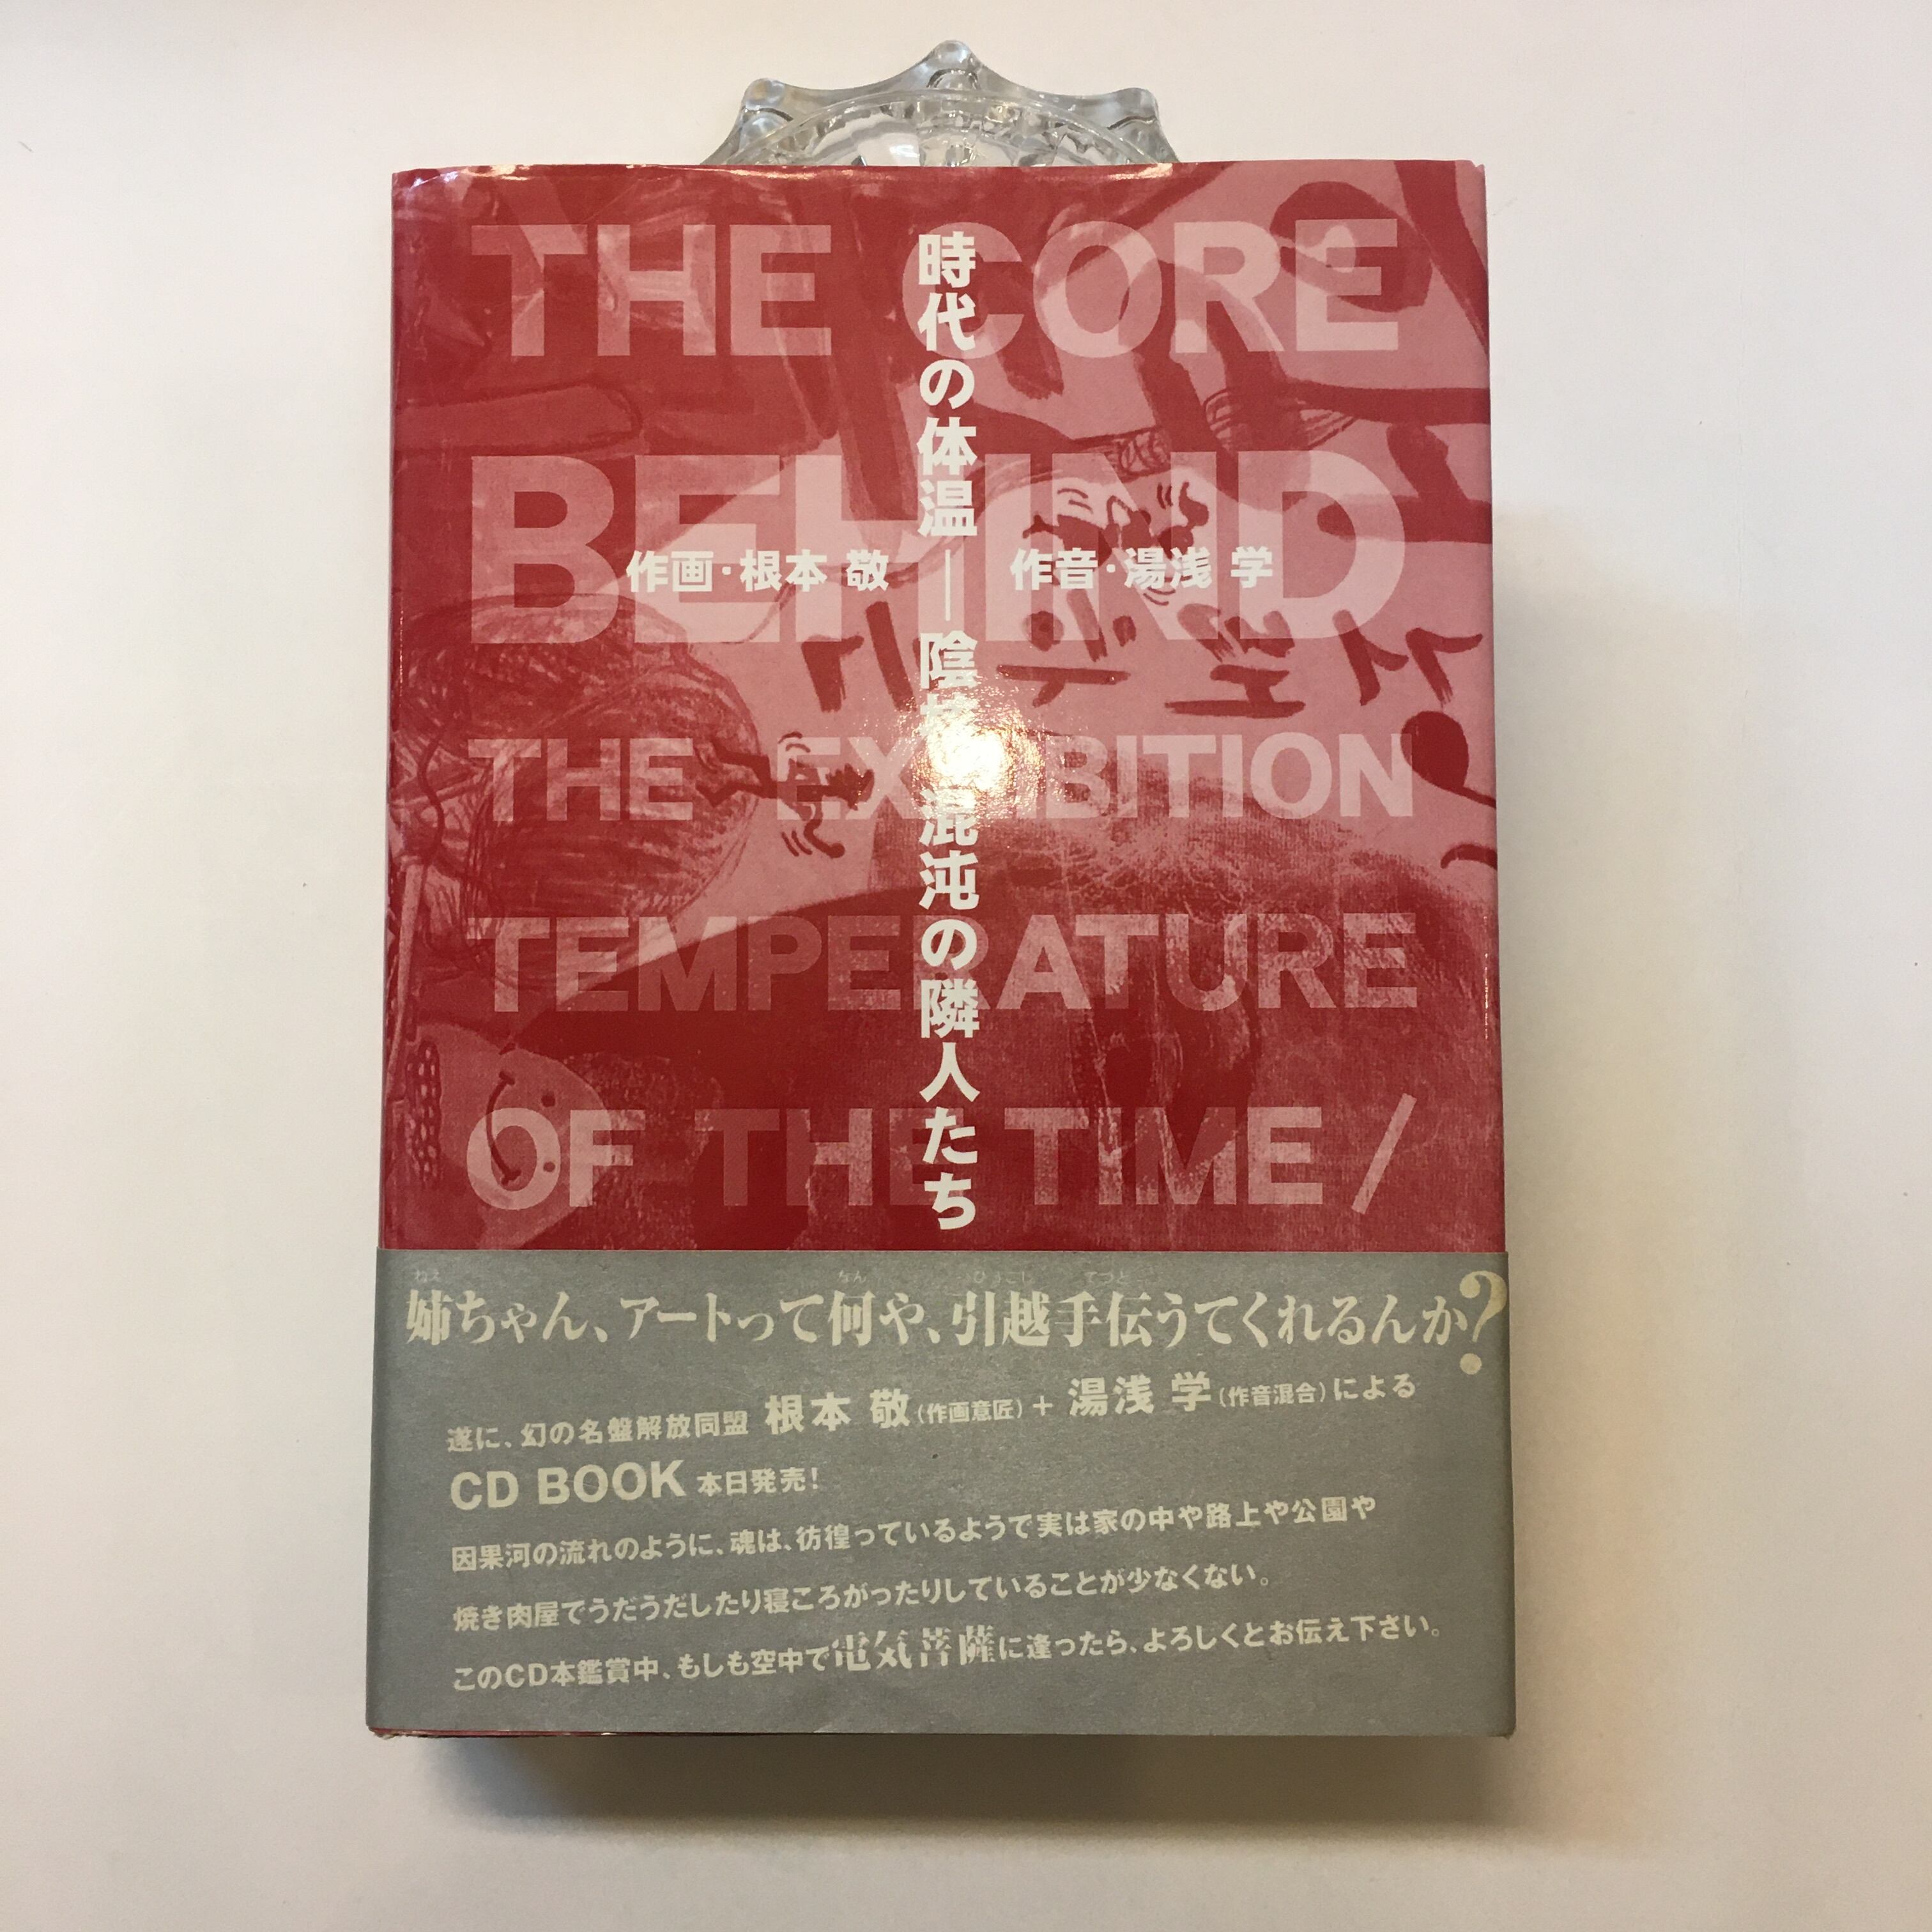 THE CORE
BEHIND
THE EXHIBITION
TEMPERATURE
OF THE TIME /
時代の体温―陰 混沌の隣人たち
作画・根本 敬
作音・湯浅 学
姉ちゃん、アートって何や、引越手伝うてくれるんか?
遂に、幻の名盤解放同盟 根本 敬(作画意匠)+ 湯浅 学(作音混合)による
CD BOOK 本日発売!
因果河の流れのように、魂は、彷徨っているようで実は家の中や路上や公園や
焼き肉屋でうだうだしたり寝ころがったりしていることが少なくない。
このCD本鑑賞中、もしも空中で電気菩薩に逢ったら、よろしくとお伝え下さい。